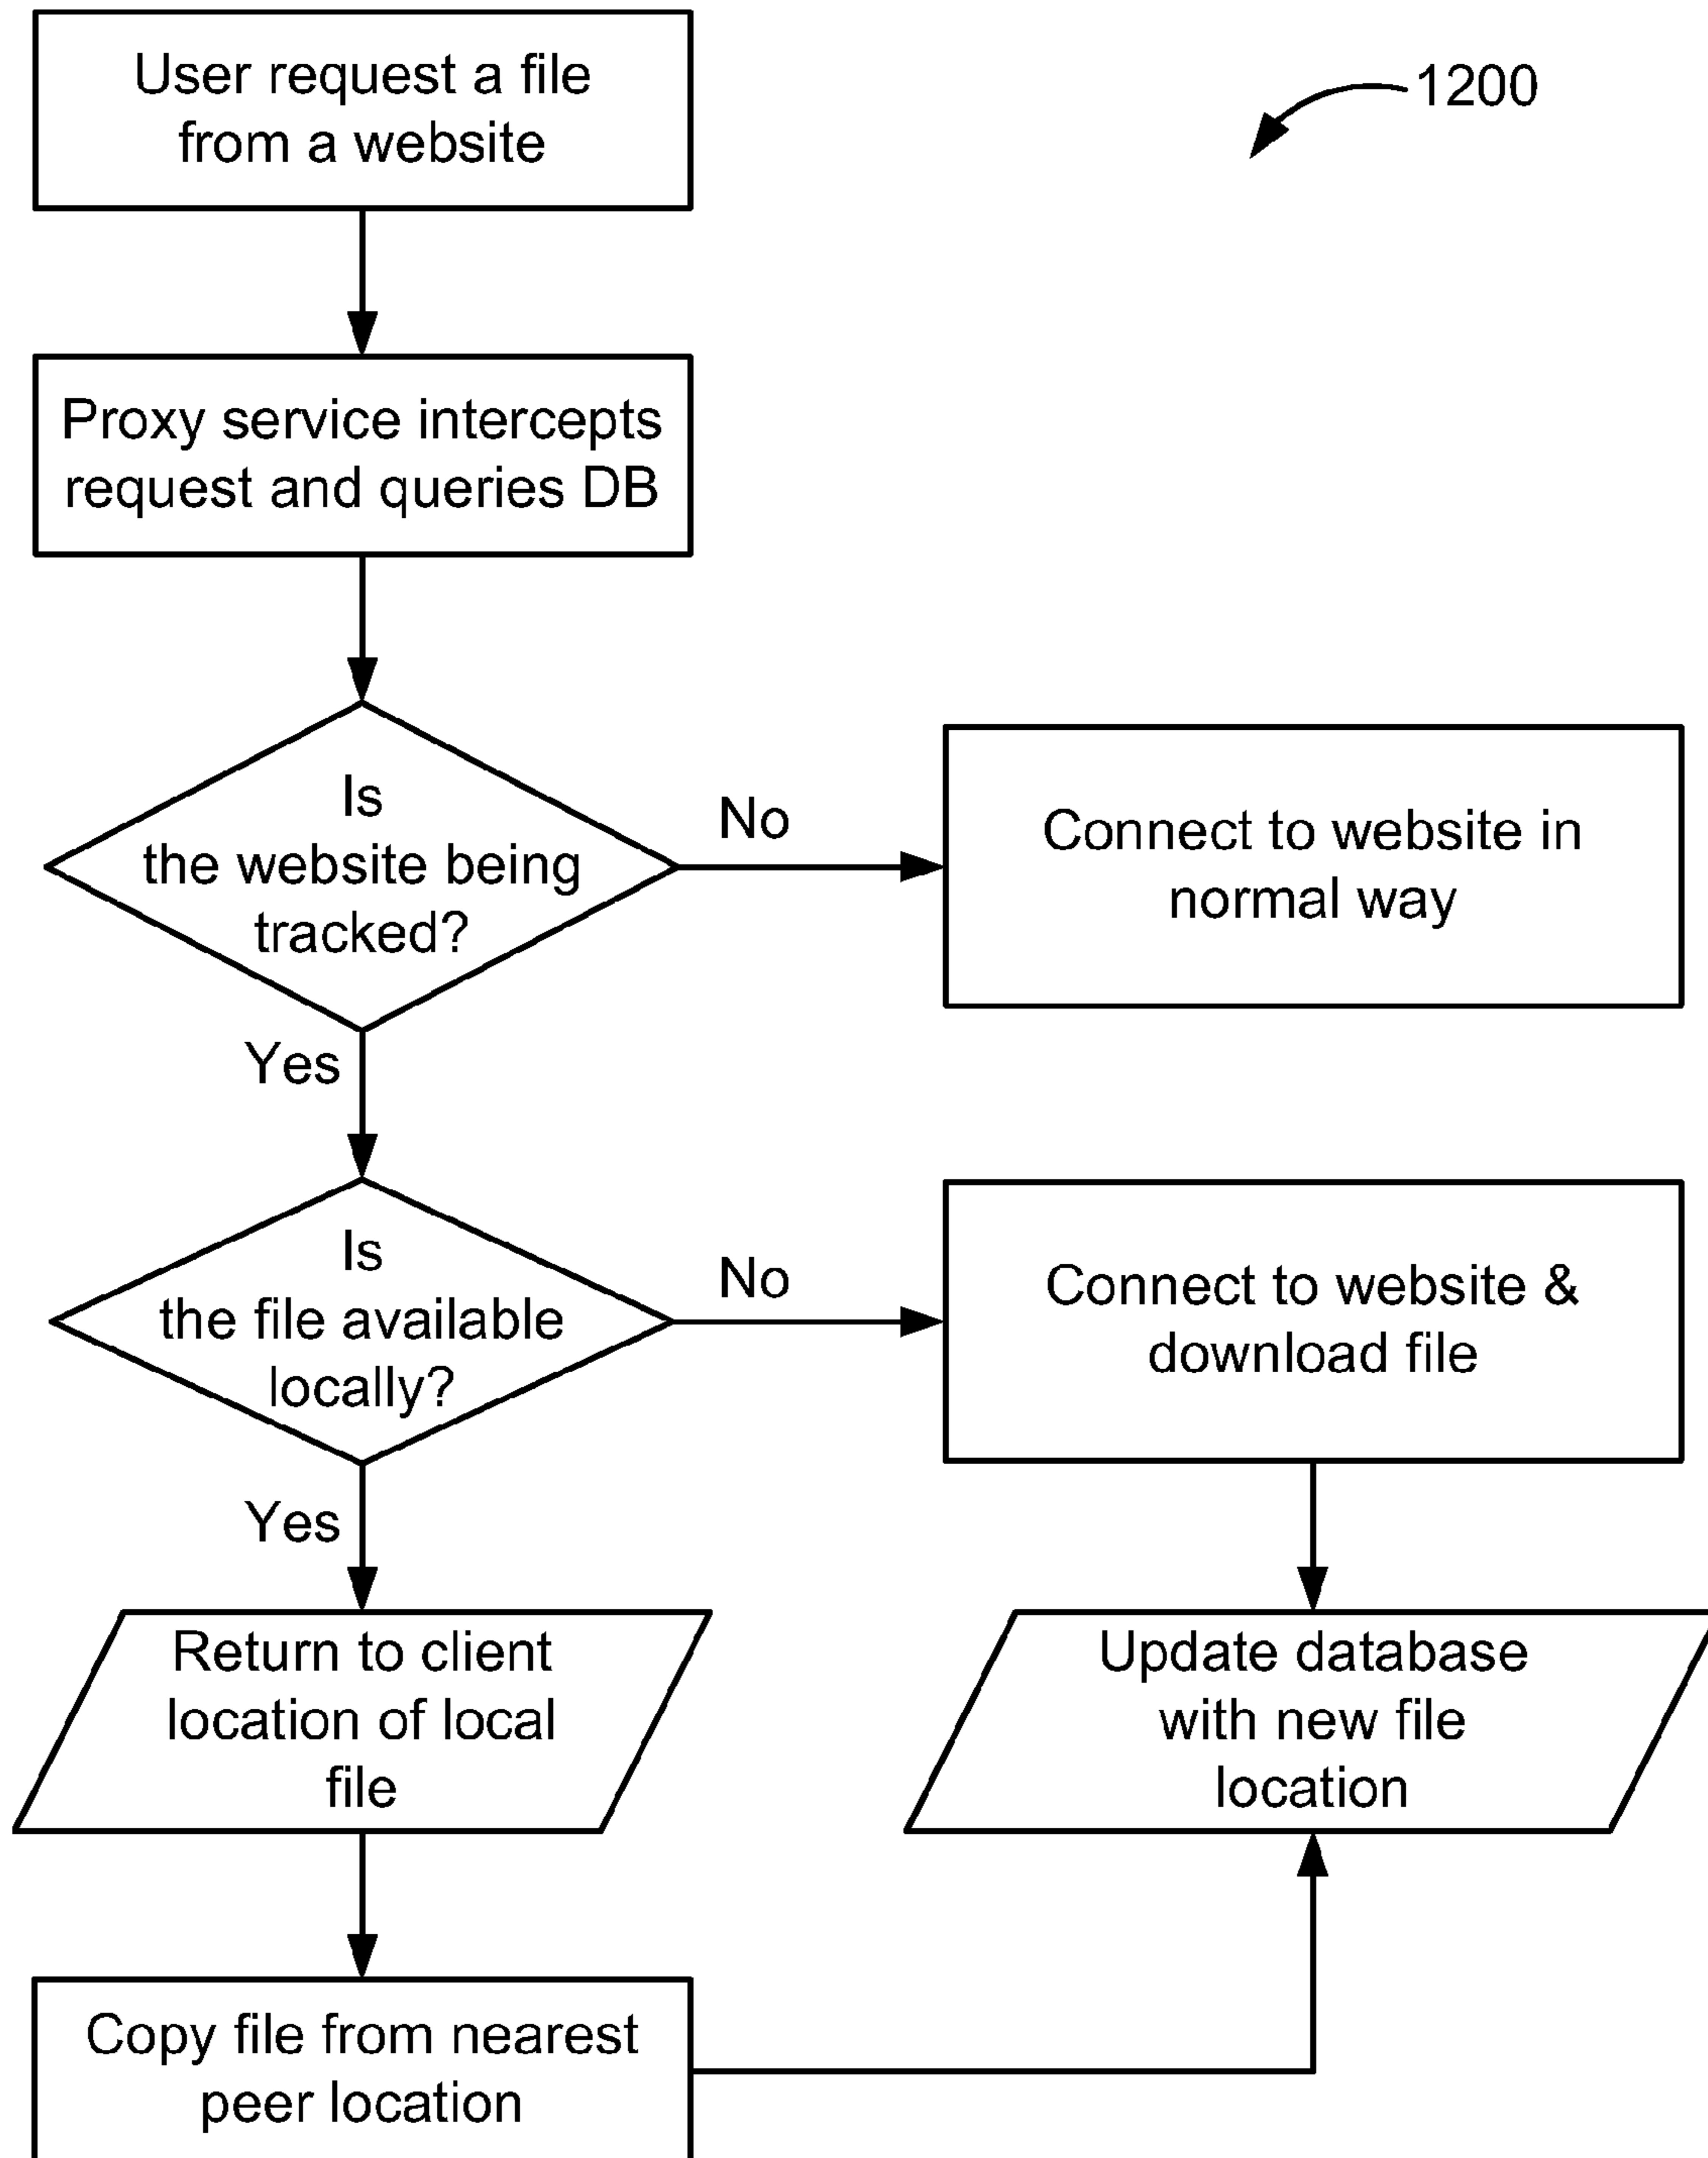 User request a file
from a website
1200
Proxy service intercepts
request and queries DB
Is
the website being
tracked?
No
Connect to website in
normal way
Yes
Is
the file available
locally?
No
Connect to website &
download file
Yes
Return to client
location of local
file
Update database
with new file
location
Copy file from nearest
peer location